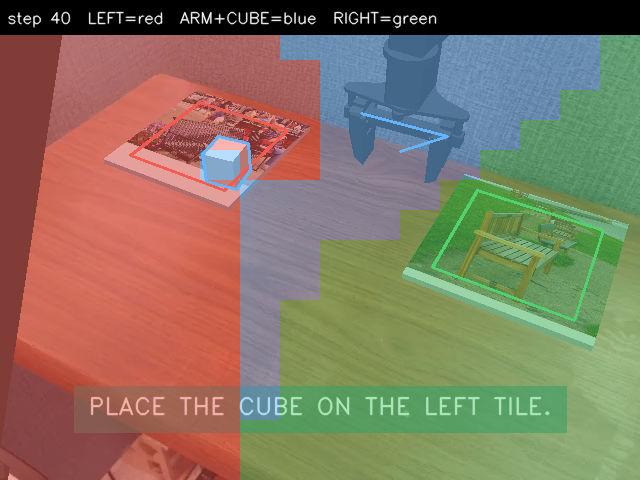 step 40 LEFT=red ARM+CUBE=blue RIGHT=green
PLACE THE CUBE ON THE LEFT TILE.